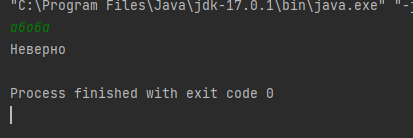 "C:\Program Files\Java\jdk-17.0.1\bin\java.exe" "-j
абоба
Неверно
Process finished with exit code 0